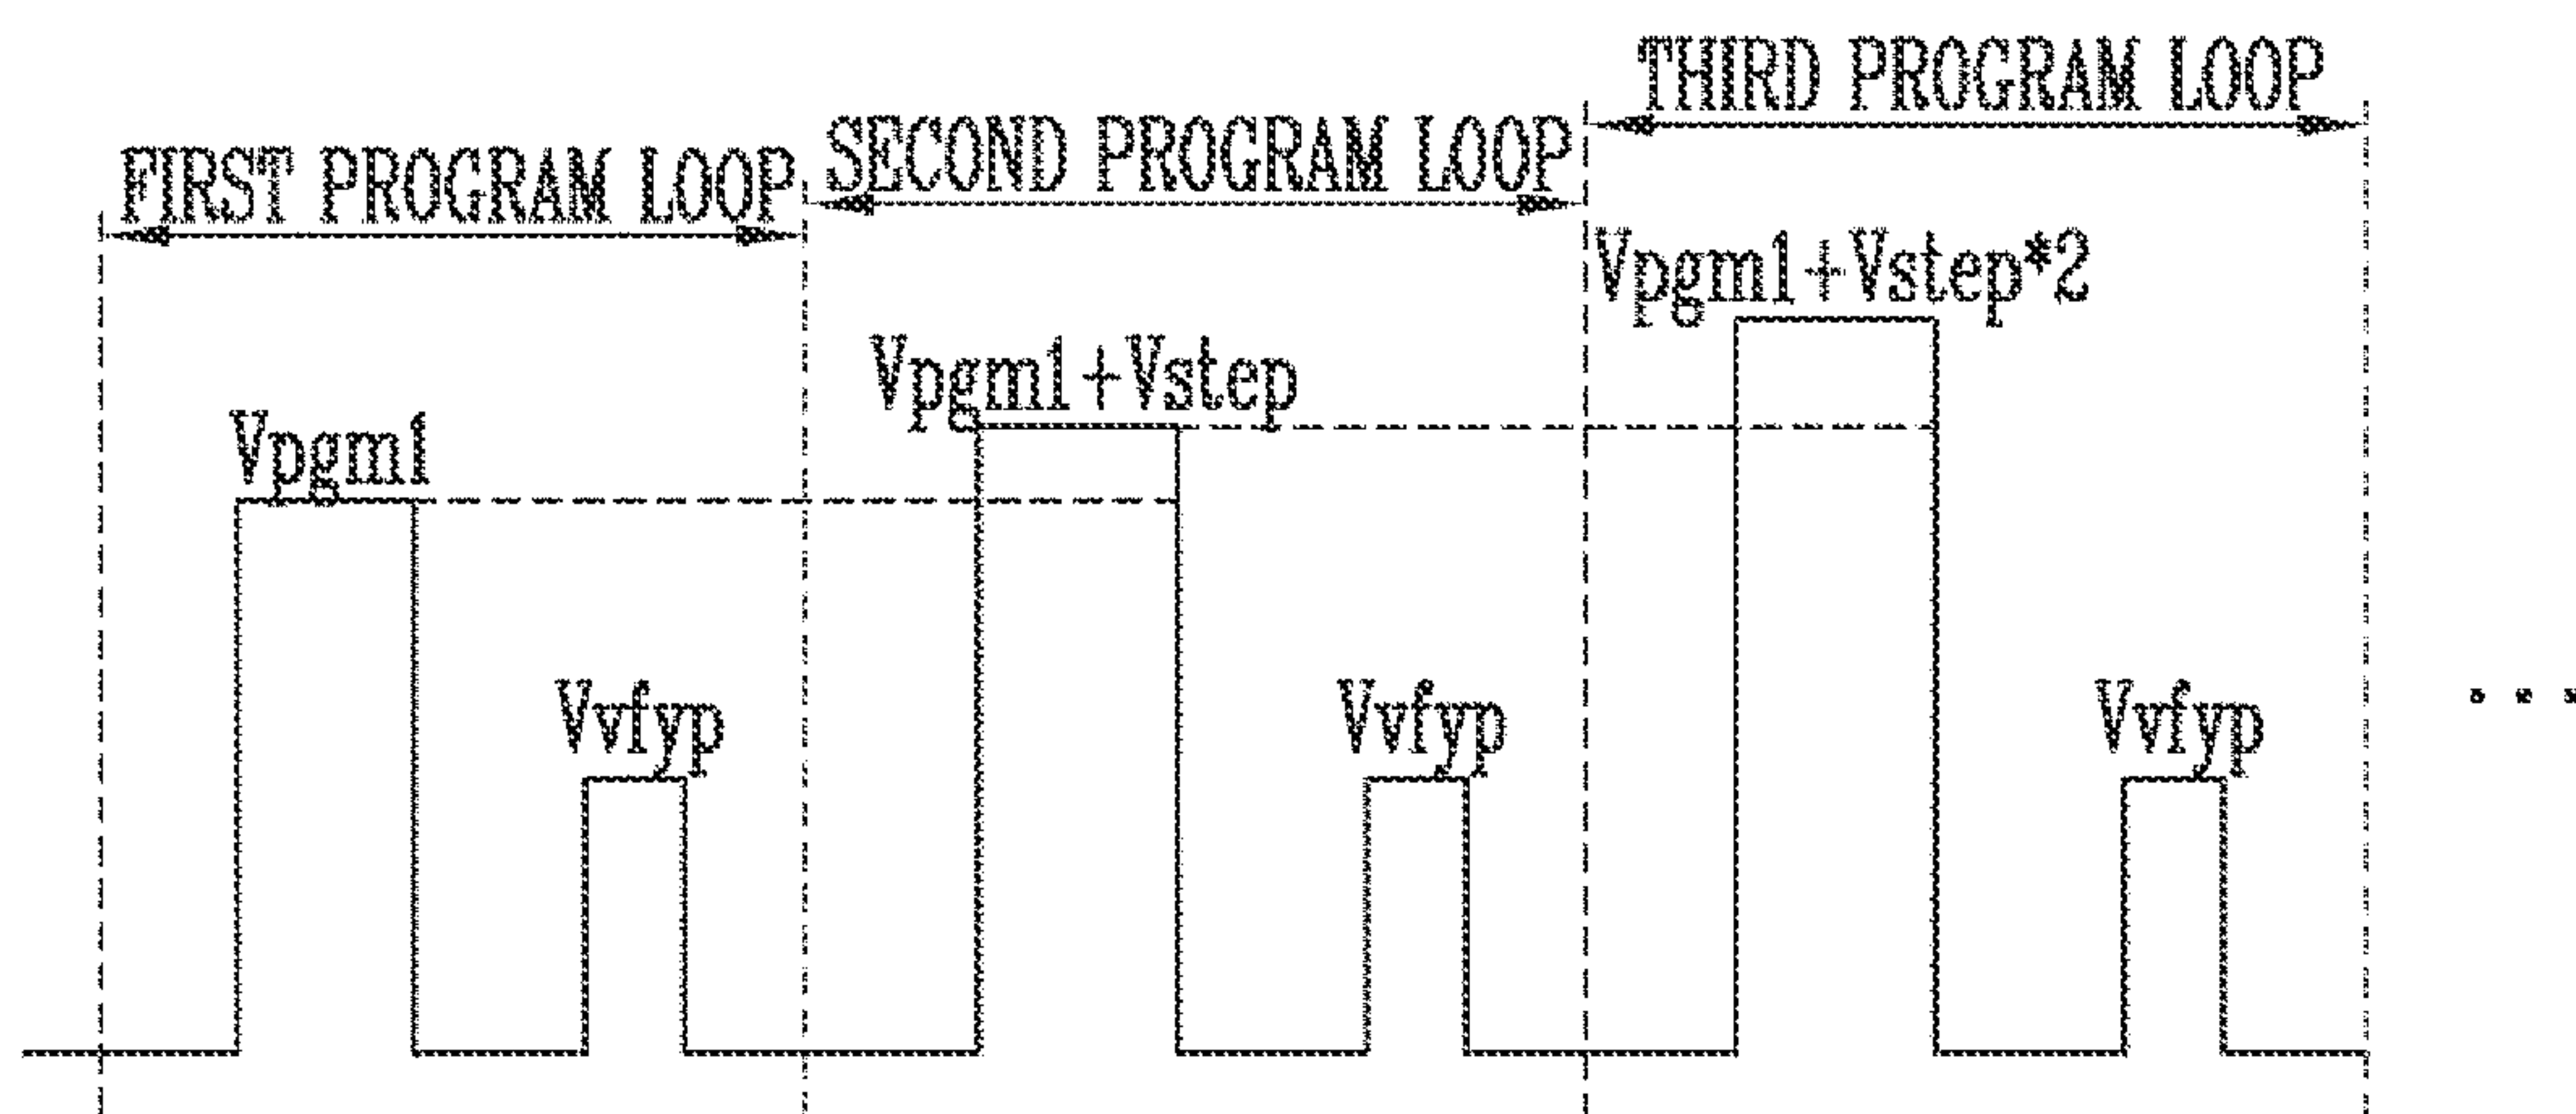 THIRD PROGRAM LOOP
SECOND PROGRAM LOOP
FIRST PROGRAM LOOP
Vpgm1+Vstep*2
Vpgm1+Vstep
Vpgm1
Vvfyp
Vvfyp
Vvfyp
...